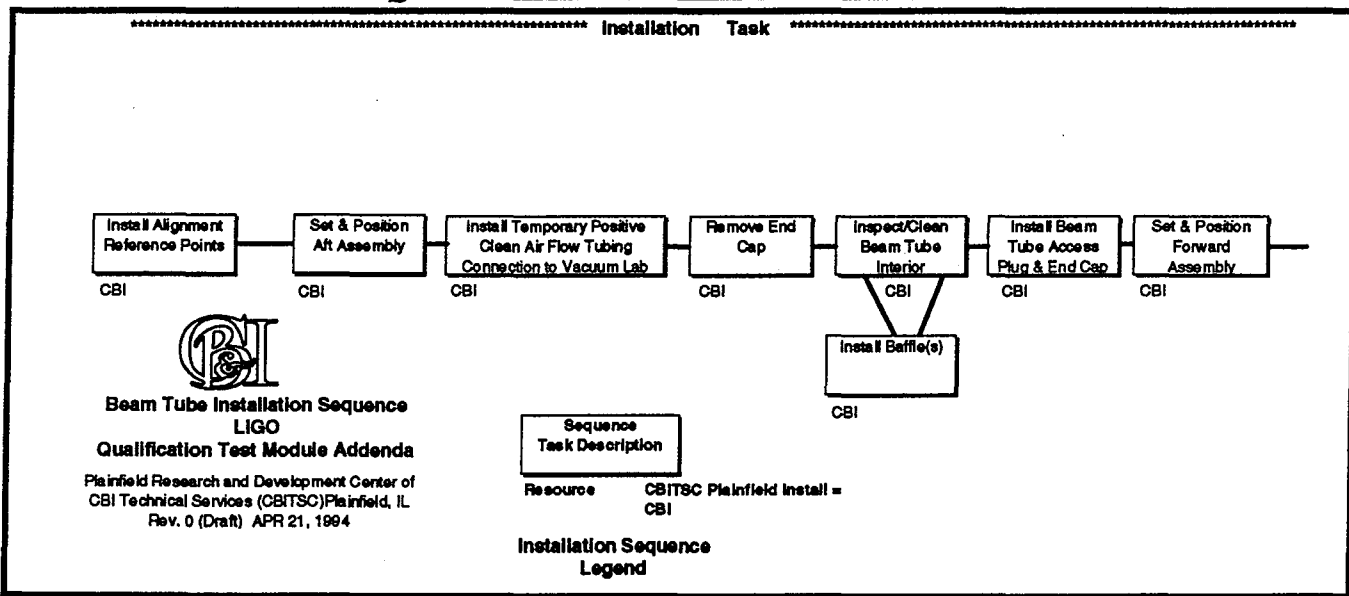 ******************** Installation Task ********************
Install Alignment
Reference Points
CBI
Set & Position
Aft Assembly
CBI
Install Temporary Positive
Clean Air Flow Tubing
Connection to Vacuum Lab
CBI
Remove End
Cap
CBI
Inspect/Clean
Beam Tube
Interior
CBI
Install Beam
Tube Access
Plug & End Cap
CBI
Set & Position
Forward
Assembly
CBI
Install Baffle(s)
CBI
CB&I
Beam Tube Installation Sequence
LIGO
Qualification Test Module Addenda
Plainfield Research and Development Center of
CBI Technical Services (CBITSC)Plainfield, IL
Rev. 0 (Draft) APR 21, 1994
Sequence
Task Description
Resource CBITSC Plainfield Install =
CBI
Installation Sequence
Legend